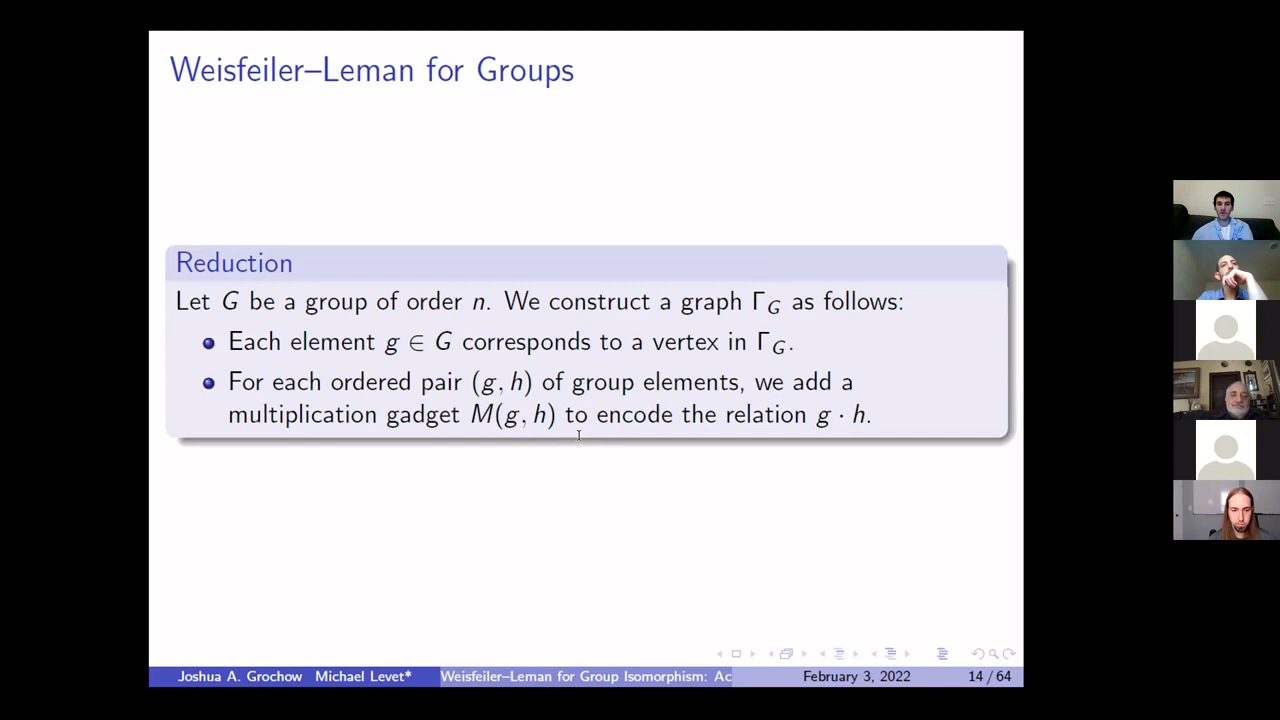 Weisfeiler–Leman for Groups
Reduction
Let G be a group of order n. We construct a graph Γ_G as follows:
Each element g ∈ G corresponds to a vertex in Γ_G.
For each ordered pair (g, h) of group elements, we add a
multiplication gadget M(g, h) to encode the relation g · h.
Joshua A. Grochow Michael Levet* Weisfeiler–Leman for Group Isomorphism: Ac February 3, 2022 14 / 64